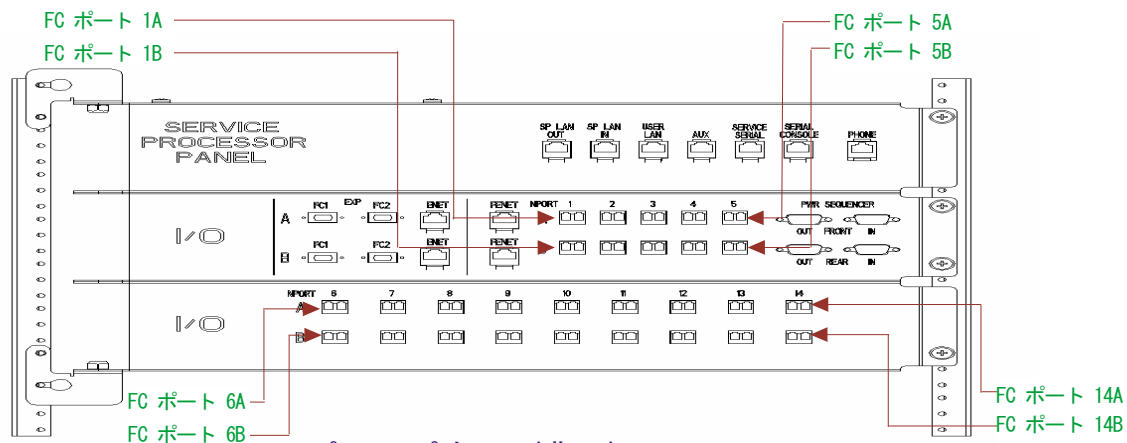 FC ポート 1A
FC ポート 5A
FC ポート 1B
FC ポート 5B
SERVICE
PROCESSOR
PANEL
SP LAN
OUT
SP LAN
IN
USER
LAN
AUX
SERVICE
SERIAL
SERIAL
CONSOLE
PHONE
I/O
A
FC1
EXP
FC2
ENET
FENET
NPORT
1
2
3
4
5
PWR SEQUENCER
OUT FRONT IN
B
FC1
FC2
ENET
FENET
OUT REAR IN
I/O
NPORT
6
7
8
9
10
11
12
13
14
A
B
FC ポート 6A
FC ポート 6B
FC ポート 14A
FC ポート 14B